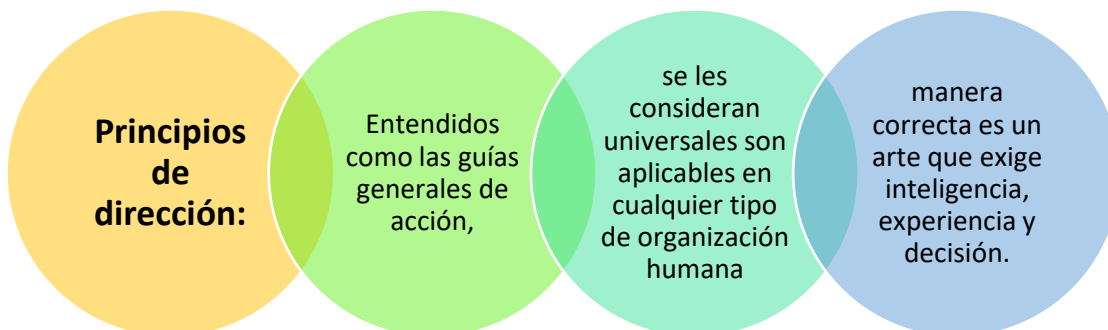 Principios
de
dirección:
Entendidos
como las guías
generales de
acción,
se les
consideran
universales son
aplicables en
cualquier tipo
de organización
humana
manera
correcta es un
arte que exige
inteligencia,
experiencia y
decisión.